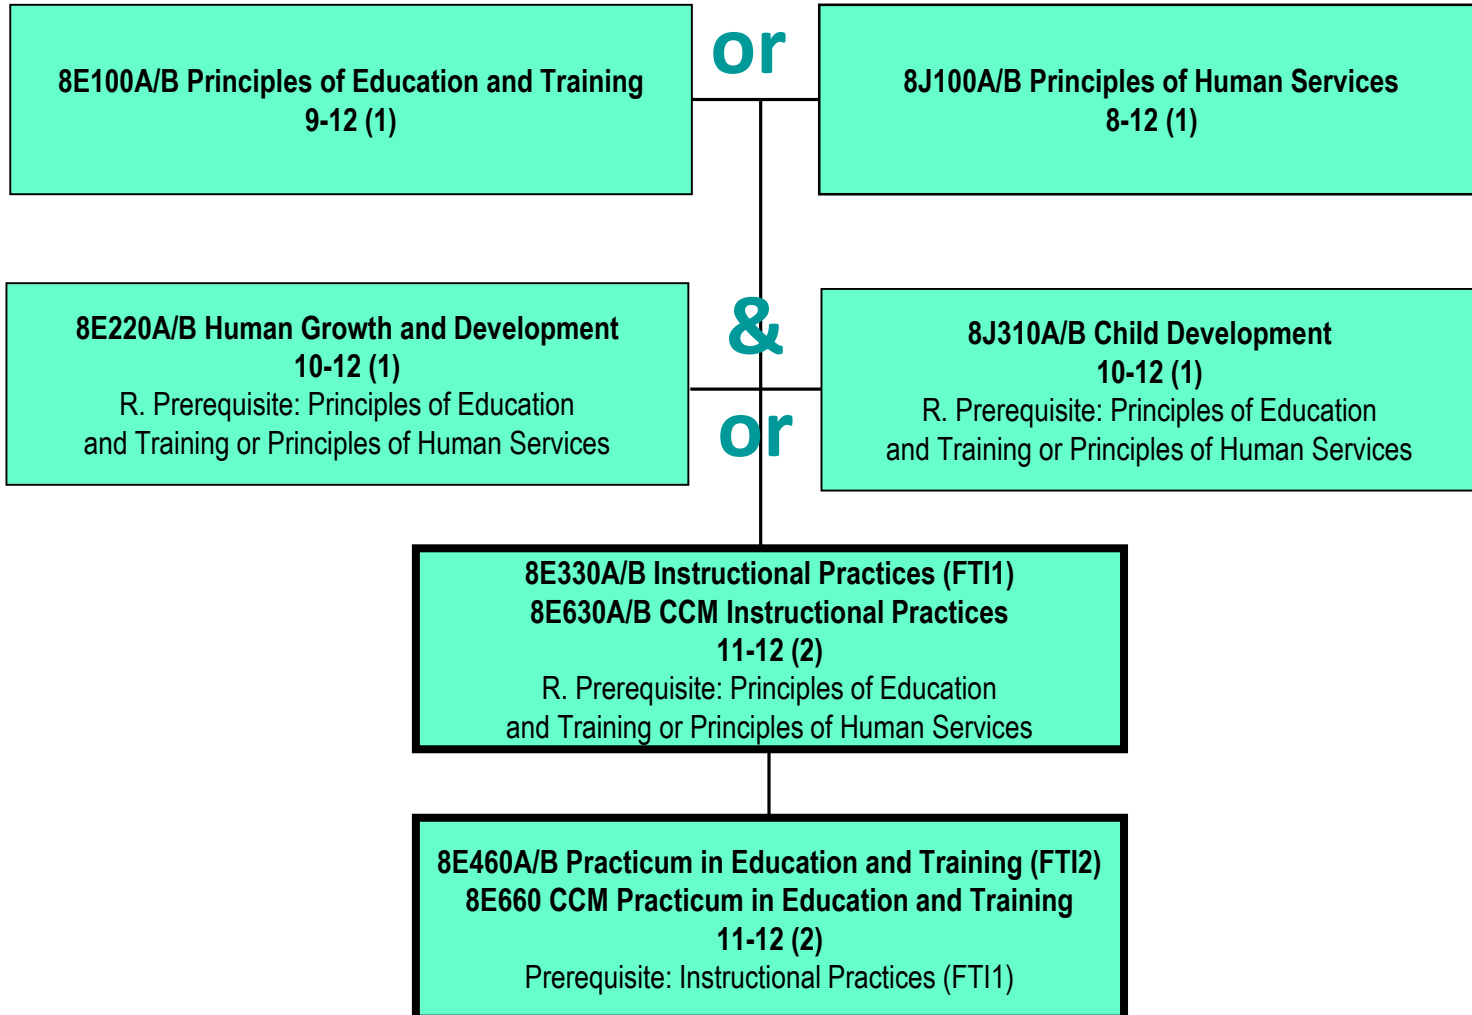 8E100A/B Principles of Education and Training
9-12 (1)
or
8J100A/B Principles of Human Services
8-12 (1)
8E220A/B Human Growth and Development
10-12 (1)
R. Prerequisite: Principles of Education
and Training or Principles of Human Services
&
or
8J310A/B Child Development
10-12 (1)
R. Prerequisite: Principles of Education
and Training or Principles of Human Services
8E330A/B Instructional Practices (FTI1)
8E630A/B CCM Instructional Practices
11-12 (2)
R. Prerequisite: Principles of Education
and Training or Principles of Human Services
8E460A/B Practicum in Education and Training (FTI2)
8E660 CCM Practicum in Education and Training
11-12 (2)
Prerequisite: Instructional Practices (FTI1)